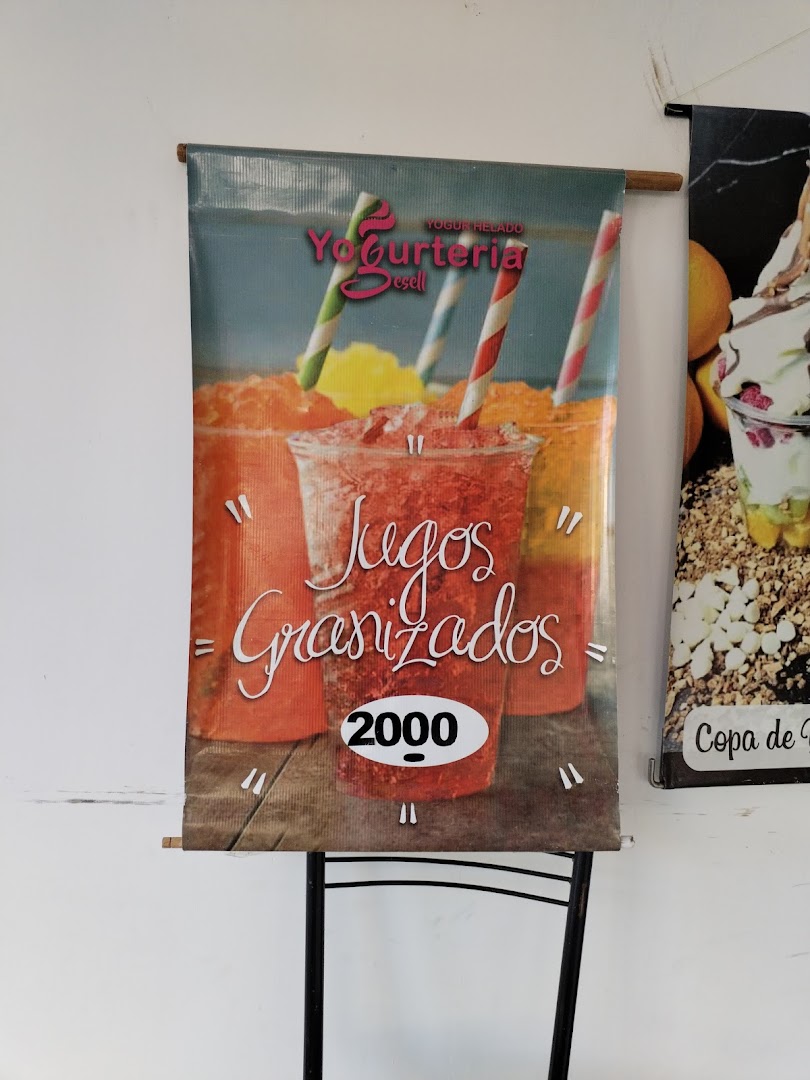 YOGUR HELADO
Yogurteria
Gesell
Jugos
Granizados
2000
Copa de